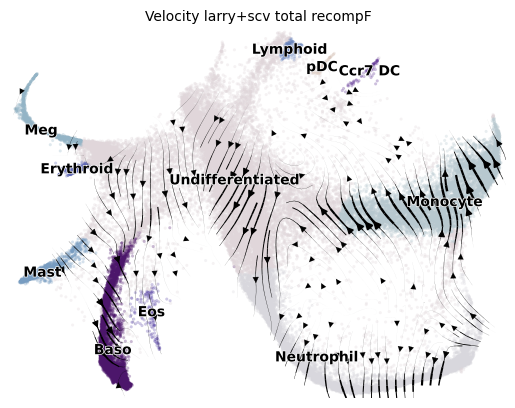 Velocity larry+scv total recompF
Lymphoid
pDC
Ccr7 DC
Meg
Erythroid
Undifferentiated
Monocyte
Mast
Eos
Baso
Neutrophil